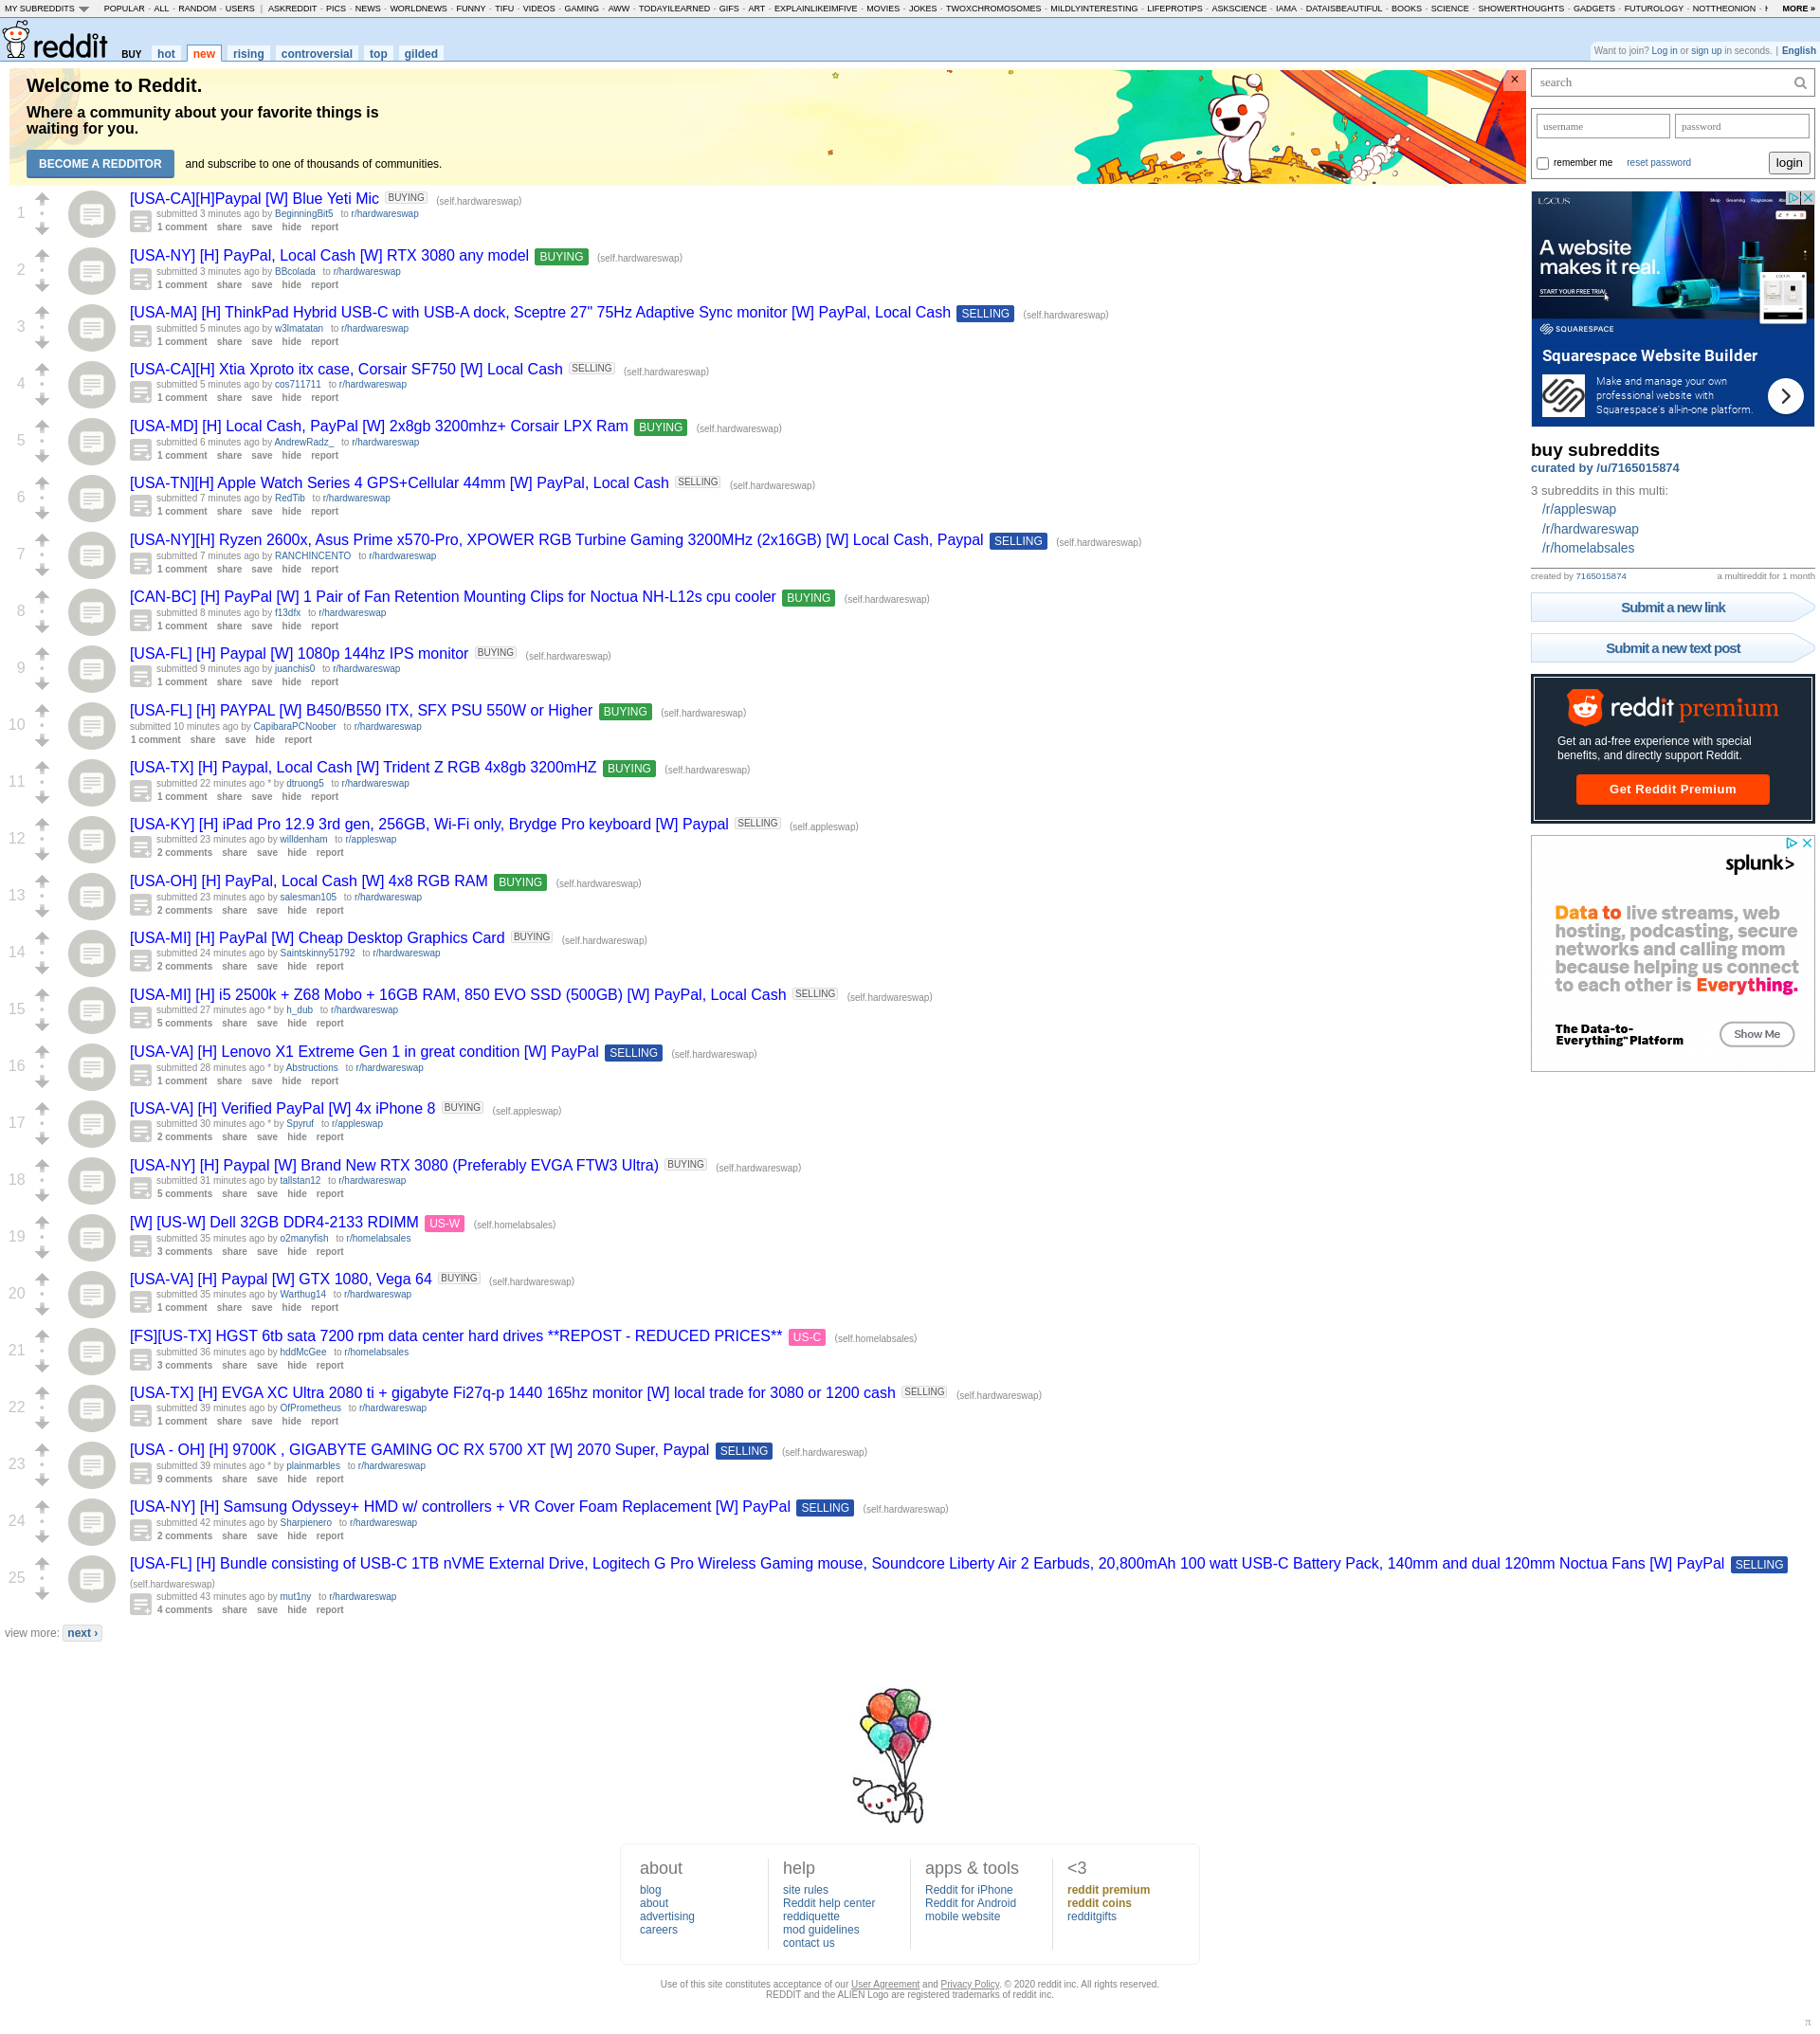 MY SUBREDDITS POPULAR - ALL - RANDOM - USERS | ASKREDDIT - PICS - NEWS - WORLDNEWS - FUNNY - TIFU - VIDEOS - GAMING - AWW - TODAYILEARNED - GIFS - ART - EXPLAINLIKEIMFIVE - MOVIES - JOKES - TWOXCHROMOSOMES - MILDLYINTERESTING - LIFEPROTIPS - ASKSCIENCE - IAMA - DATAISBEAUTIFUL - BOOKS - SCIENCE - SHOWERTHOUGHTS - GADGETS - FUTUROLOGY - NOTTHEONION - MORE »
reddit BUY hot new rising controversial top gilded
Want to join? Log in or sign up in seconds. | English
Welcome to Reddit.
Where a community about your favorite things is
waiting for you.
BECOME A REDDITOR and subscribe to one of thousands of communities.
×
1
[USA-CA][H]Paypal [W] Blue Yeti Mic BUYING (self.hardwareswap)
submitted 3 minutes ago by BeginningBit5 to r/hardwareswap
1 comment share save hide report
2
[USA-NY] [H] PayPal, Local Cash [W] RTX 3080 any model BUYING (self.hardwareswap)
submitted 3 minutes ago by BBcolada to r/hardwareswap
1 comment share save hide report
3
[USA-MA] [H] ThinkPad Hybrid USB-C with USB-A dock, Sceptre 27" 75Hz Adaptive Sync monitor [W] PayPal, Local Cash SELLING (self.hardwareswap)
submitted 5 minutes ago by w3lmatatan to r/hardwareswap
1 comment share save hide report
4
[USA-CA][H] Xtia Xproto itx case, Corsair SF750 [W] Local Cash SELLING (self.hardwareswap)
submitted 5 minutes ago by cos711711 to r/hardwareswap
1 comment share save hide report
5
[USA-MD] [H] Local Cash, PayPal [W] 2x8gb 3200mhz+ Corsair LPX Ram BUYING (self.hardwareswap)
submitted 6 minutes ago by AndrewRadz_ to r/hardwareswap
1 comment share save hide report
6
[USA-TN][H] Apple Watch Series 4 GPS+Cellular 44mm [W] PayPal, Local Cash SELLING (self.hardwareswap)
submitted 7 minutes ago by RedTib to r/hardwareswap
1 comment share save hide report
7
[USA-NY][H] Ryzen 2600x, Asus Prime x570-Pro, XPOWER RGB Turbine Gaming 3200MHz (2x16GB) [W] Local Cash, Paypal SELLING (self.hardwareswap)
submitted 7 minutes ago by RANCHINCENTO to r/hardwareswap
1 comment share save hide report
8
[CAN-BC] [H] PayPal [W] 1 Pair of Fan Retention Mounting Clips for Noctua NH-L12s cpu cooler BUYING (self.hardwareswap)
submitted 8 minutes ago by f13dfx to r/hardwareswap
1 comment share save hide report
9
[USA-FL] [H] Paypal [W] 1080p 144hz IPS monitor BUYING (self.hardwareswap)
submitted 9 minutes ago by juanchis0 to r/hardwareswap
1 comment share save hide report
10
[USA-FL] [H] PAYPAL [W] B450/B550 ITX, SFX PSU 550W or Higher BUYING (self.hardwareswap)
submitted 10 minutes ago by CapibaraPCNoober to r/hardwareswap
1 comment share save hide report
11
[USA-TX] [H] Paypal, Local Cash [W] Trident Z RGB 4x8gb 3200mHZ BUYING (self.hardwareswap)
submitted 22 minutes ago * by dtruong5 to r/hardwareswap
1 comment share save hide report
12
[USA-KY] [H] iPad Pro 12.9 3rd gen, 256GB, Wi-Fi only, Brydge Pro keyboard [W] Paypal SELLING (self.appleswap)
submitted 23 minutes ago by willdenham to r/appleswap
2 comments share save hide report
13
[USA-OH] [H] PayPal, Local Cash [W] 4x8 RGB RAM BUYING (self.hardwareswap)
submitted 23 minutes ago by salesman105 to r/hardwareswap
2 comments share save hide report
14
[USA-MI] [H] PayPal [W] Cheap Desktop Graphics Card BUYING (self.hardwareswap)
submitted 24 minutes ago by Saintskinny51792 to r/hardwareswap
2 comments share save hide report
15
[USA-MI] [H] i5 2500k + Z68 Mobo + 16GB RAM, 850 EVO SSD (500GB) [W] PayPal, Local Cash SELLING (self.hardwareswap)
submitted 27 minutes ago * by h_dub to r/hardwareswap
5 comments share save hide report
16
[USA-VA] [H] Lenovo X1 Extreme Gen 1 in great condition [W] PayPal SELLING (self.hardwareswap)
submitted 28 minutes ago * by Abstructions to r/hardwareswap
1 comment share save hide report
17
[USA-VA] [H] Verified PayPal [W] 4x iPhone 8 BUYING (self.appleswap)
submitted 30 minutes ago * by Spyruf to r/appleswap
2 comments share save hide report
18
[USA-NY] [H] Paypal [W] Brand New RTX 3080 (Preferably EVGA FTW3 Ultra) BUYING (self.hardwareswap)
submitted 31 minutes ago by tallstan12 to r/hardwareswap
5 comments share save hide report
19
[W] [US-W] Dell 32GB DDR4-2133 RDIMM US-W (self.homelabsales)
submitted 35 minutes ago by o2manyfish to r/homelabsales
3 comments share save hide report
20
[USA-VA] [H] Paypal [W] GTX 1080, Vega 64 BUYING (self.hardwareswap)
submitted 35 minutes ago by Warthug14 to r/hardwareswap
1 comment share save hide report
21
[FS][US-TX] HGST 6tb sata 7200 rpm data center hard drives **REPOST - REDUCED PRICES** US-C (self.homelabsales)
submitted 36 minutes ago by hddMcGee to r/homelabsales
3 comments share save hide report
22
[USA-TX] [H] EVGA XC Ultra 2080 ti + gigabyte Fi27q-p 1440 165hz monitor [W] local trade for 3080 or 1200 cash SELLING (self.hardwareswap)
submitted 39 minutes ago by OfPrometheus to r/hardwareswap
1 comment share save hide report
23
[USA - OH] [H] 9700K , GIGABYTE GAMING OC RX 5700 XT [W] 2070 Super, Paypal SELLING (self.hardwareswap)
submitted 39 minutes ago * by plainmarbles to r/hardwareswap
9 comments share save hide report
24
[USA-NY] [H] Samsung Odyssey+ HMD w/ controllers + VR Cover Foam Replacement [W] PayPal SELLING (self.hardwareswap)
submitted 42 minutes ago by Sharpienero to r/hardwareswap
2 comments share save hide report
25
[USA-FL] [H] Bundle consisting of USB-C 1TB nVME External Drive, Logitech G Pro Wireless Gaming mouse, Soundcore Liberty Air 2 Earbuds, 20,800mAh 100 watt USB-C Battery Pack, 140mm and dual 120mm Noctua Fans [W] PayPal SELLING
(self.hardwareswap)
submitted 43 minutes ago by mut1ny to r/hardwareswap
4 comments share save hide report
view more: next ›
search
username password
remember me reset password login
LOCUS
Shop Grooming Fragrances
A website
makes it real.
START YOUR FREE TRIAL
SQUARESPACE
Squarespace Website Builder
Make and manage your own
professional website with
Squarespace's all-in-one platform.
buy subreddits
curated by /u/7165015874
3 subreddits in this multi:
/r/appleswap
/r/hardwareswap
/r/homelabsales
created by 7165015874 a multireddit for 1 month
Submit a new link
Submit a new text post
reddit premium
Get an ad-free experience with special
benefits, and directly support Reddit.
Get Reddit Premium
splunk>
Data to live streams, web
hosting, podcasting, secure
networks and calling mom
because helping us connect
to each other is Everything.
The Data-to-
Everything™ Platform
Show Me
about
blog
about
advertising
careers
help
site rules
Reddit help center
reddiquette
mod guidelines
contact us
apps & tools
Reddit for iPhone
Reddit for Android
mobile website
<3
reddit premium
reddit coins
redditgifts
Use of this site constitutes acceptance of our User Agreement and Privacy Policy. © 2020 reddit inc. All rights reserved.
REDDIT and the ALIEN Logo are registered trademarks of reddit inc.
π